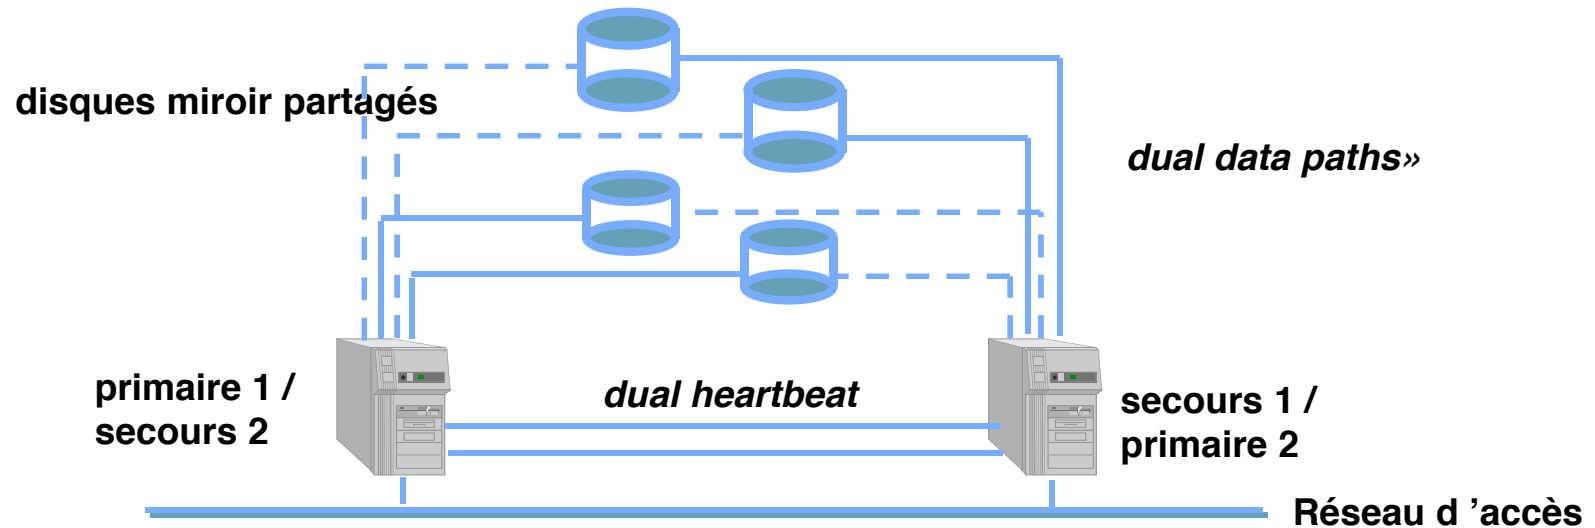 disques miroir partagés
dual data paths»
primaire 1 /
secours 2
dual heartbeat
secours 1 /
primaire 2
Réseau d ’accès